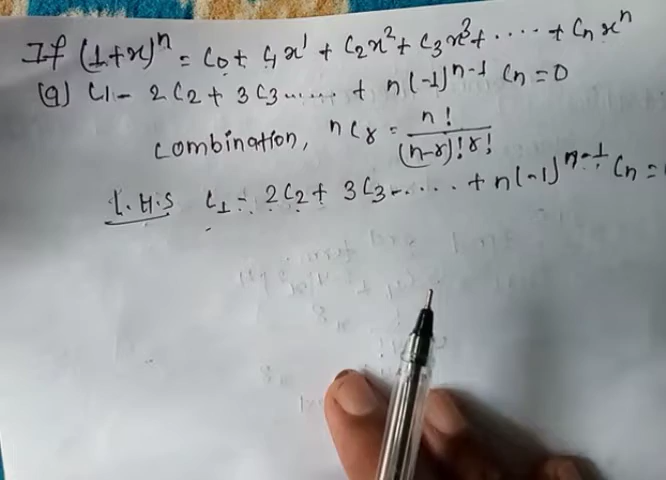 If (1+x)^n = C0 + C1x^1 + C2x^2 + C3x^3 + ..... + Cnx^n
(a) C1 - 2C2 + 3C3...... + n(-1)^n-1 Cn = 0
Combination, nCr = n! / (n-r)! r!
L.H.S C1 - 2C2 + 3C3...... + n(-1)^n-1 Cn =